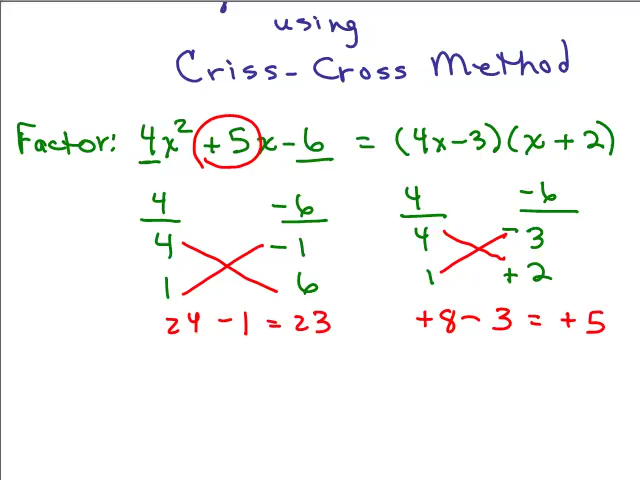 using
Criss-Cross Method
Factor: 4x² +5x - 6 = (4x-3)(x+2)
4 -6
4 -1
1 6
24 - 1 = 23
4 -6
4 - 3
1 + 2
+8 - 3 = +5